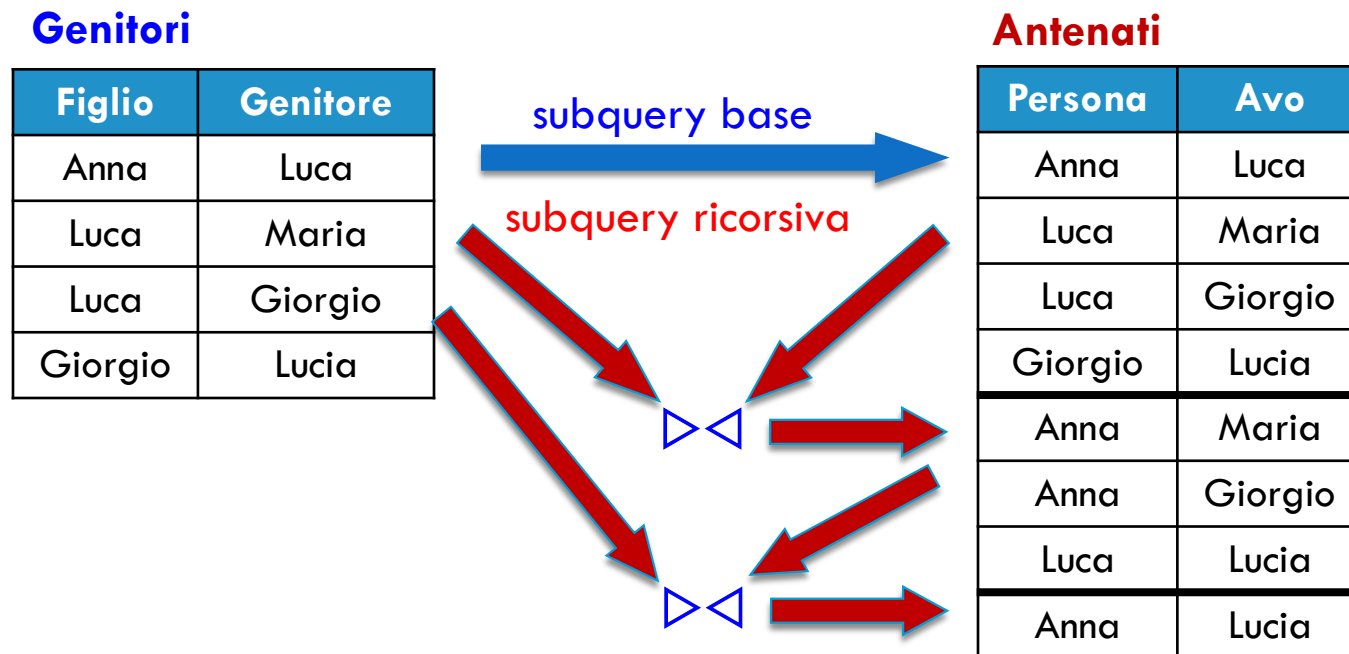 Genitori
Figlio Genitore
Anna Luca
Luca Maria
Luca Giorgio
Giorgio Lucia
subquery base
subquery ricorsiva
Antenati
Persona Avo
Anna Luca
Luca Maria
Luca Giorgio
Giorgio Lucia
Anna Maria
Anna Giorgio
Luca Lucia
Anna Lucia